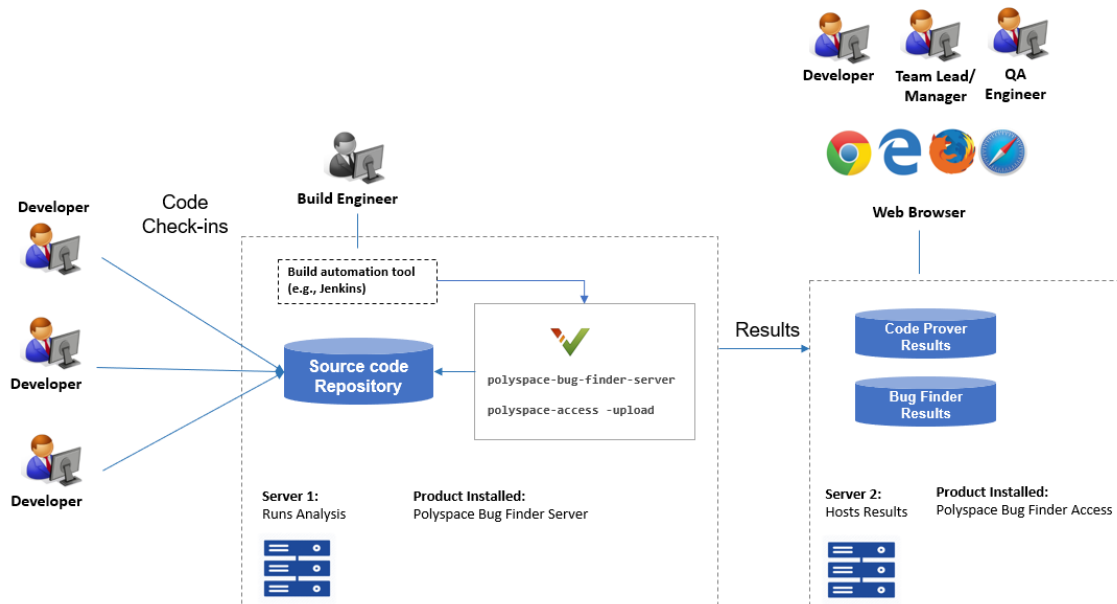 Developer
Team Lead/
Manager
QA
Engineer
Build Engineer
Web Browser
Code
Check-ins
Developer
Developer
Developer
Build automation tool
(e.g., Jenkins)
Source code
Repository
polyspace-bug-finder-server
polyspace-access -upload
Results
Code Prover
Results
Bug Finder
Results
Server 1:
Runs Analysis
Product Installed:
Polyspace Bug Finder Server
Server 2:
Hosts Results
Product Installed:
Polyspace Bug Finder Access